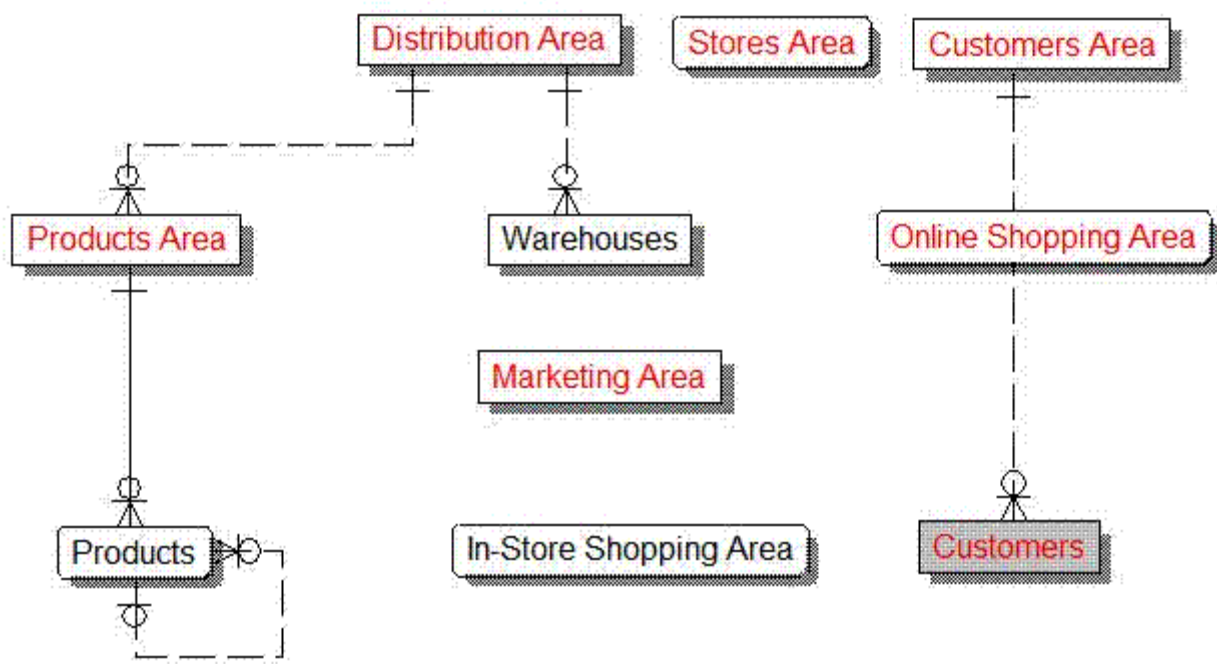 Distribution Area
Stores Area
Customers Area
Products Area
Warehouses
Online Shopping Area
Marketing Area
Products
In-Store Shopping Area
Customers